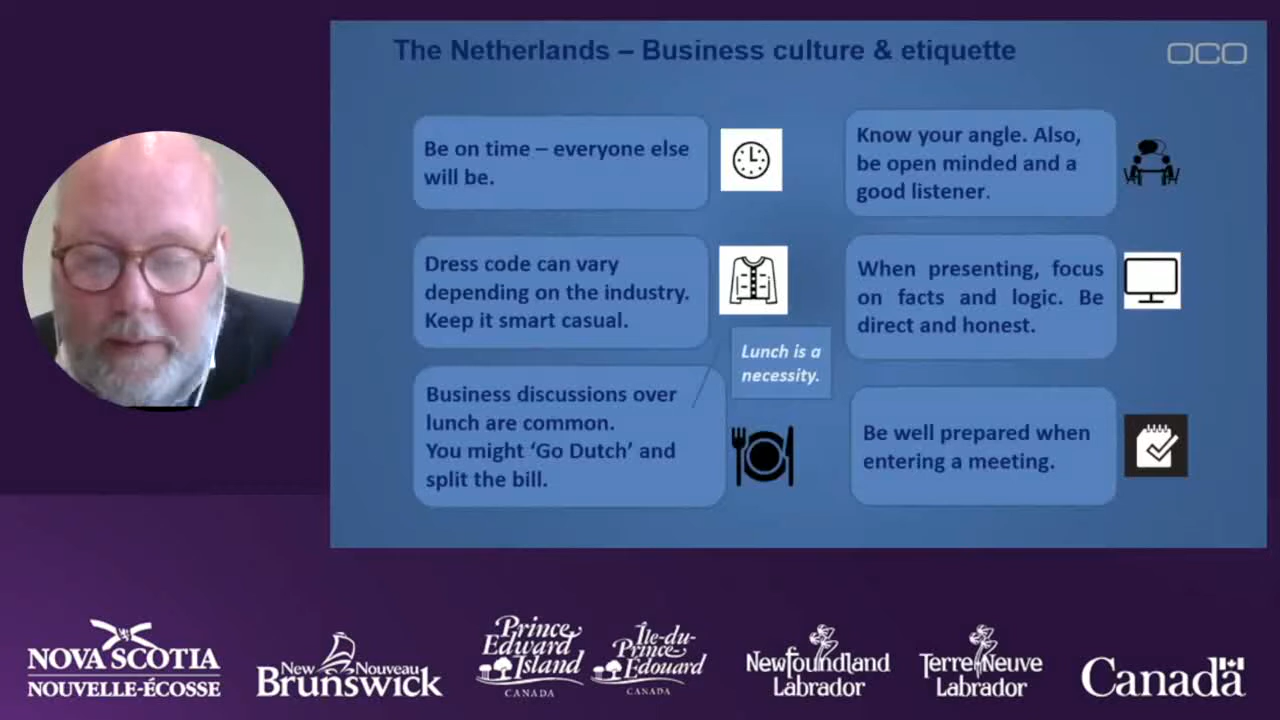 The Netherlands – Business culture & etiquette
OCO
Be on time – everyone else
will be.
Know your angle. Also,
be open minded and a
good listener.
Dress code can vary
depending on the industry.
Keep it smart casual.
When presenting, focus
on facts and logic. Be
direct and honest.
Lunch is a
necessity.
Business discussions over
lunch are common.
You might ‘Go Dutch’ and
split the bill.
Be well prepared when
entering a meeting.
NOVA SCOTIA
NOUVELLE-ÉCOSSE
New Nouveau
Brunswick
Prince
Edward
Island
CANADA
Île-du-
Prince
Édouard
CANADA
Newfoundland
Labrador
Terre Neuve
Labrador
Canada